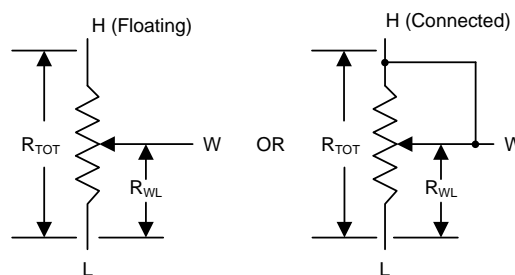 H (Floating)
R_TOT
W
R_WL
L
OR
H (Connected)
R_TOT
W
R_WL
L